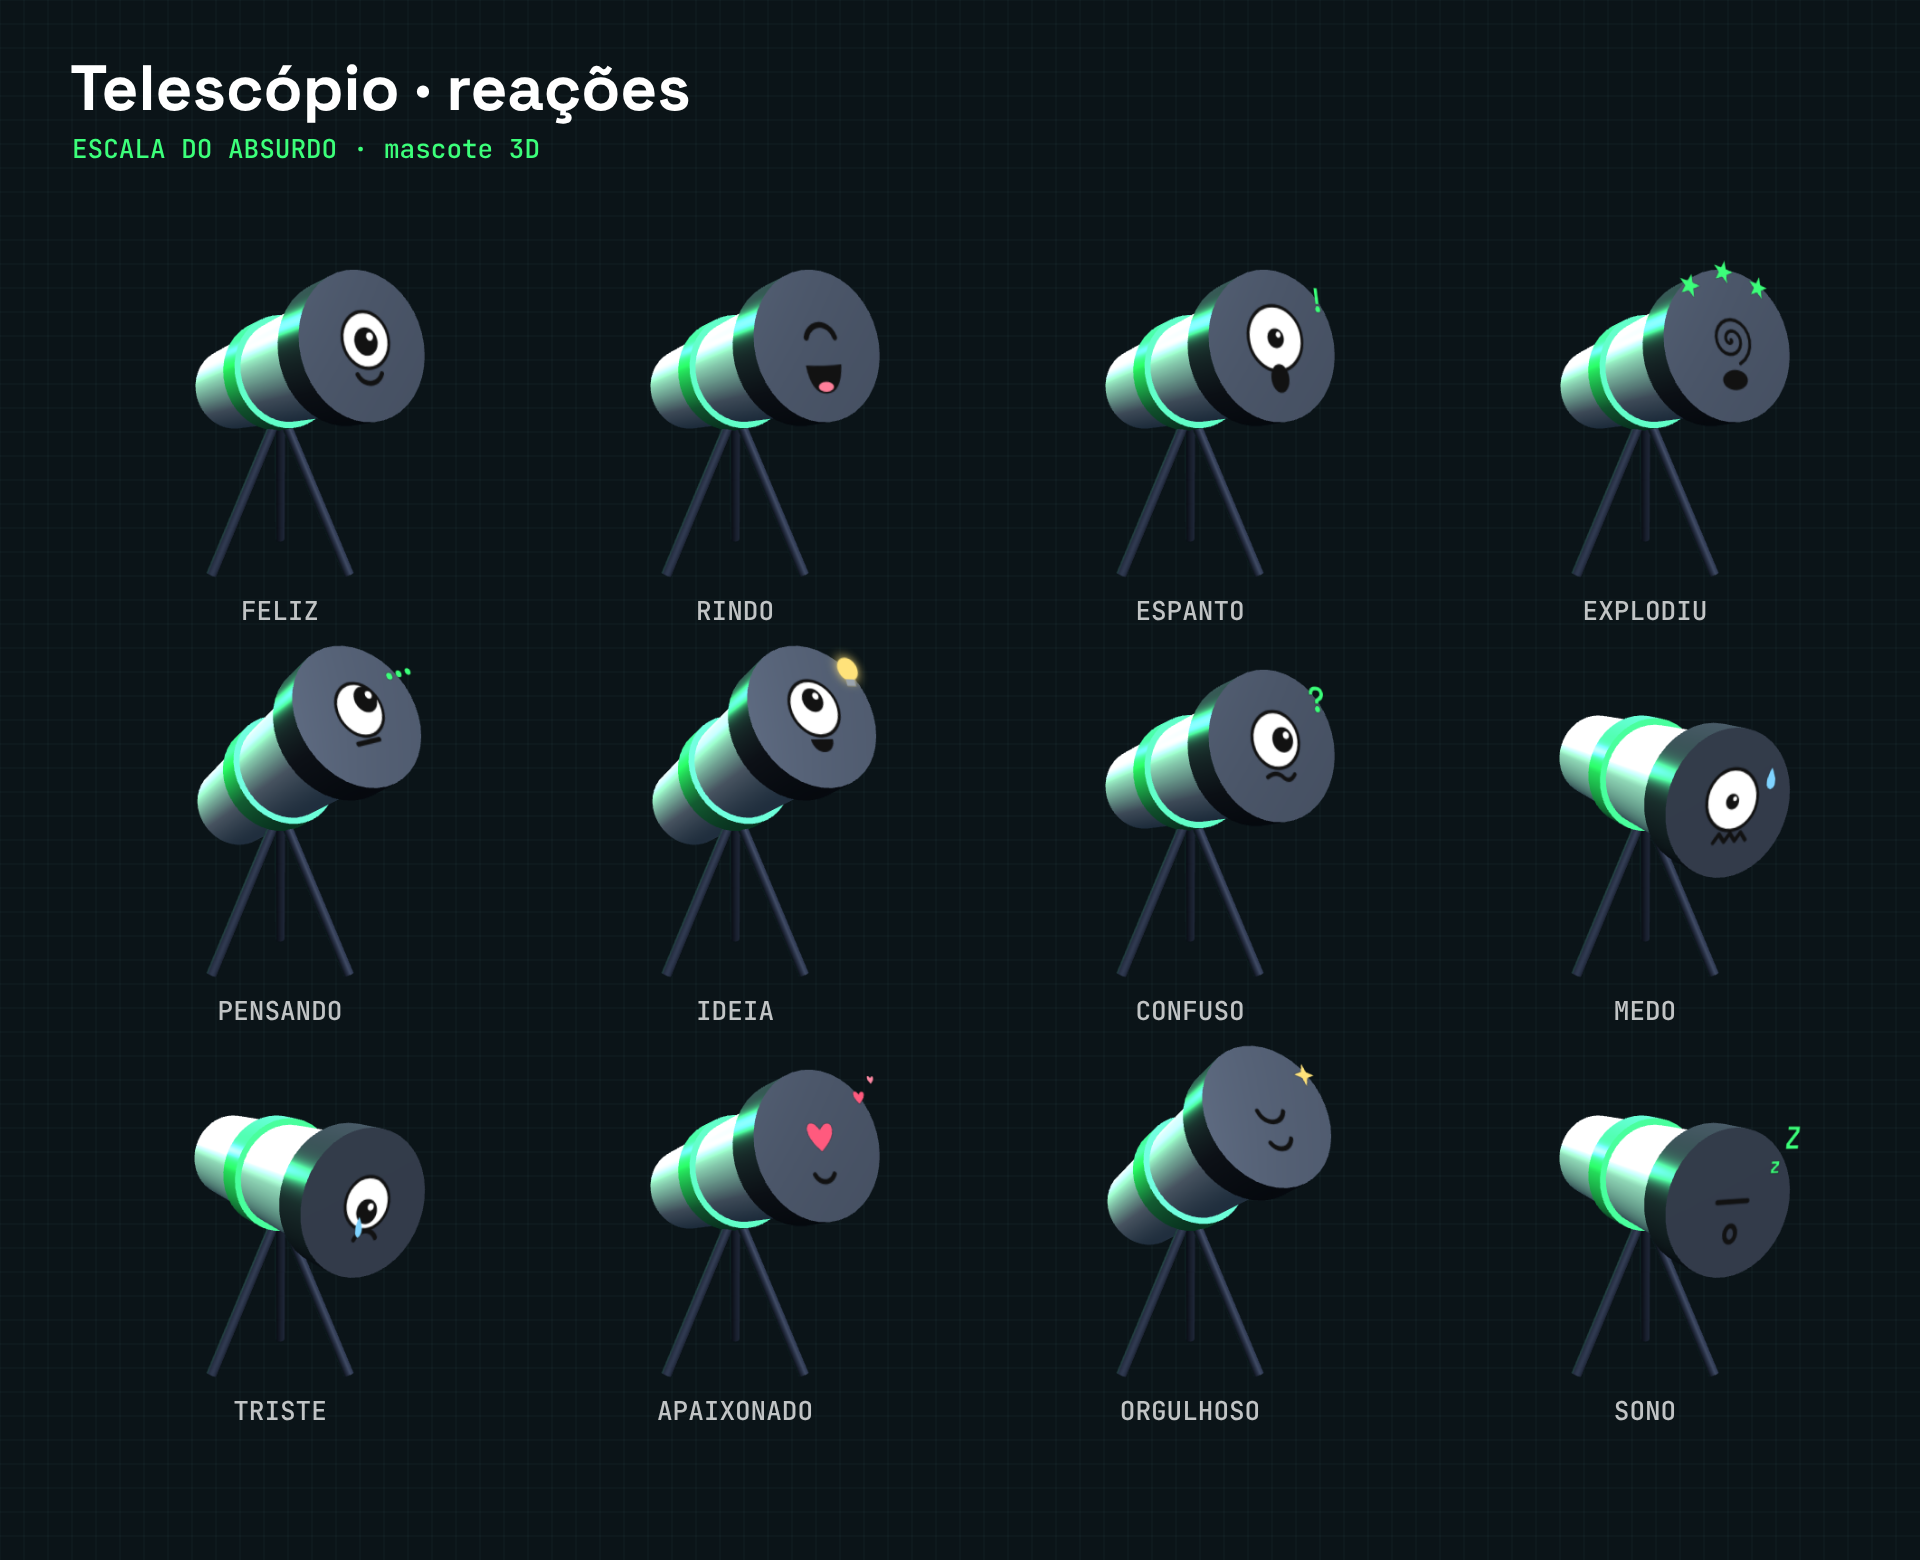 Telescópio · reações
ESCALA DO ABSURDO · mascote 3D
!
FELIZ
RINDO
ESPANTO
EXPLODIU
?
PENSANDO
IDEIA
CONFUSO
MEDO
Z
z
TRISTE
APAIXONADO
ORGULHOSO
SONO